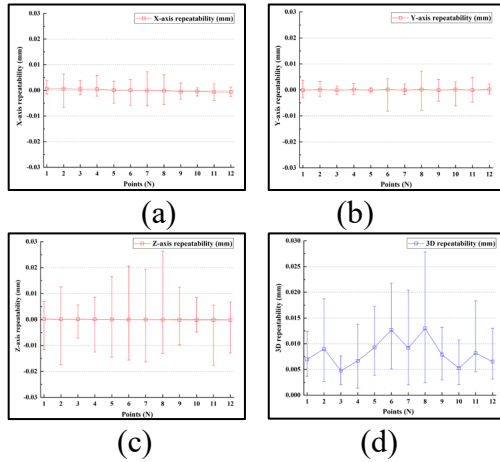 X-axis repeatability (mm)
X-axis repeatability (mm)
0.03
0.02
0.01
0.00
-0.01
-0.02
-0.03
1 2 3 4 5 6 7 8 9 10 11 12
Points (N)
(a)
Y-axis repeatability (mm)
Y-axis repeatability (mm)
0.03
0.02
0.01
0.00
-0.01
-0.02
-0.03
1 2 3 4 5 6 7 8 9 10 11 12
Points (N)
(b)
Z-axis repeatability (mm)
Z-axis repeatability (mm)
0.03
0.02
0.01
0.00
-0.01
-0.02
-0.03
1 2 3 4 5 6 7 8 9 10 11 12
Points (N)
(c)
3D repeatability (mm)
3D repeatability (mm)
0.030
0.025
0.020
0.015
0.010
0.005
0.000
1 2 3 4 5 6 7 8 9 10 11 12
Points (N)
(d)